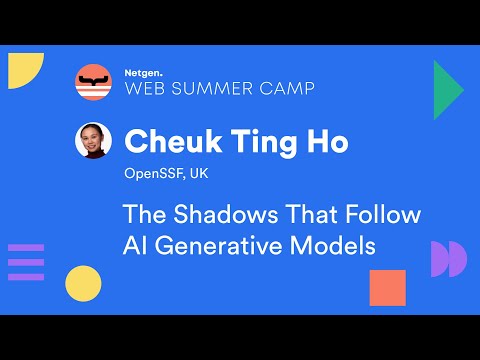 Netgen.
WEB SUMMER CAMP
Cheuk Ting Ho
OpenSSF, UK
The Shadows That Follow
AI Generative Models